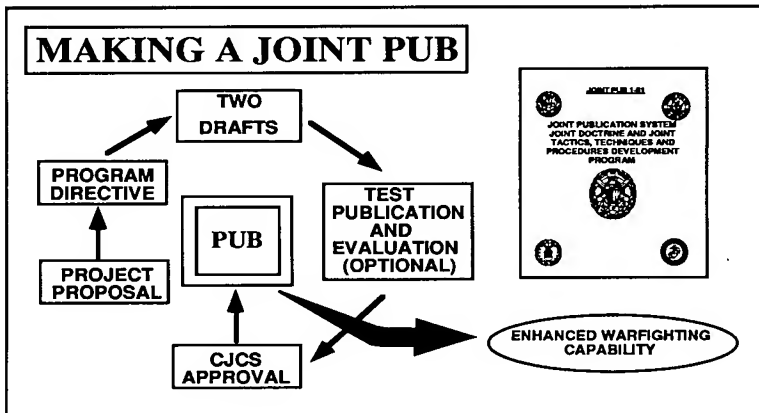 MAKING A JOINT PUB
TWO
DRAFTS
PROGRAM
DIRECTIVE
PROJECT
PROPOSAL
PUB
TEST
PUBLICATION
AND
EVALUATION
(OPTIONAL)
CJCS
APPROVAL
JOINT PUB 1-01
JOINT PUBLICATION SYSTEM
JOINT DOCTRINE AND JOINT
TACTICS, TECHNIQUES AND
PROCEDURES DEVELOPMENT
PROGRAM
ENHANCED WARFIGHTING
CAPABILITY